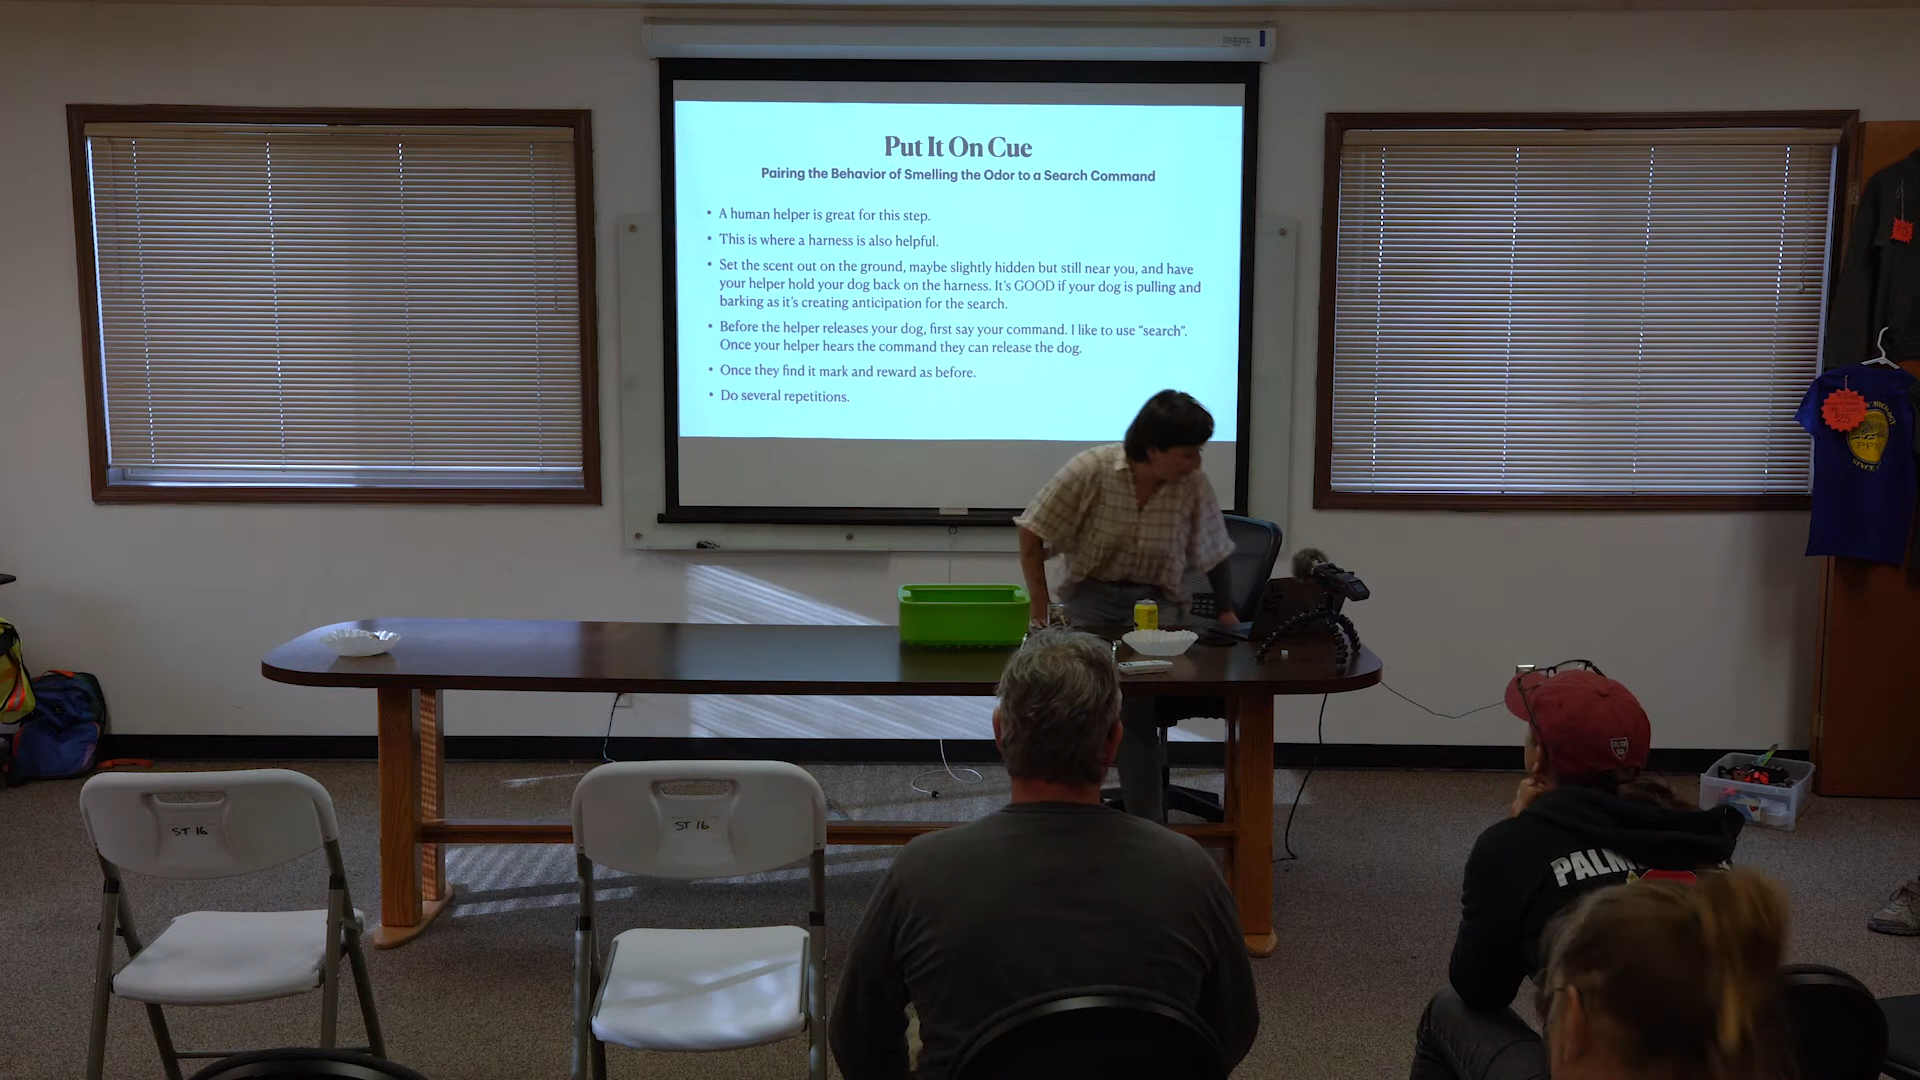 Put It On Cue
Pairing the Behavior of Smelling the Odor to a Search Command
• A human helper is great for this step.
• This is where a harness is also helpful.
• Set the scent out on the ground, maybe slightly hidden but still near you, and have
your helper hold your dog back on the harness. It's GOOD if your dog is pulling and
barking as it's creating anticipation for the search.
• Before the helper releases your dog, first say your command. I like to use “search”.
Once your helper hears the command they can release the dog.
• Once they find it mark and reward as before.
• Do several repetitions.
ST 16
ST 16
PALM